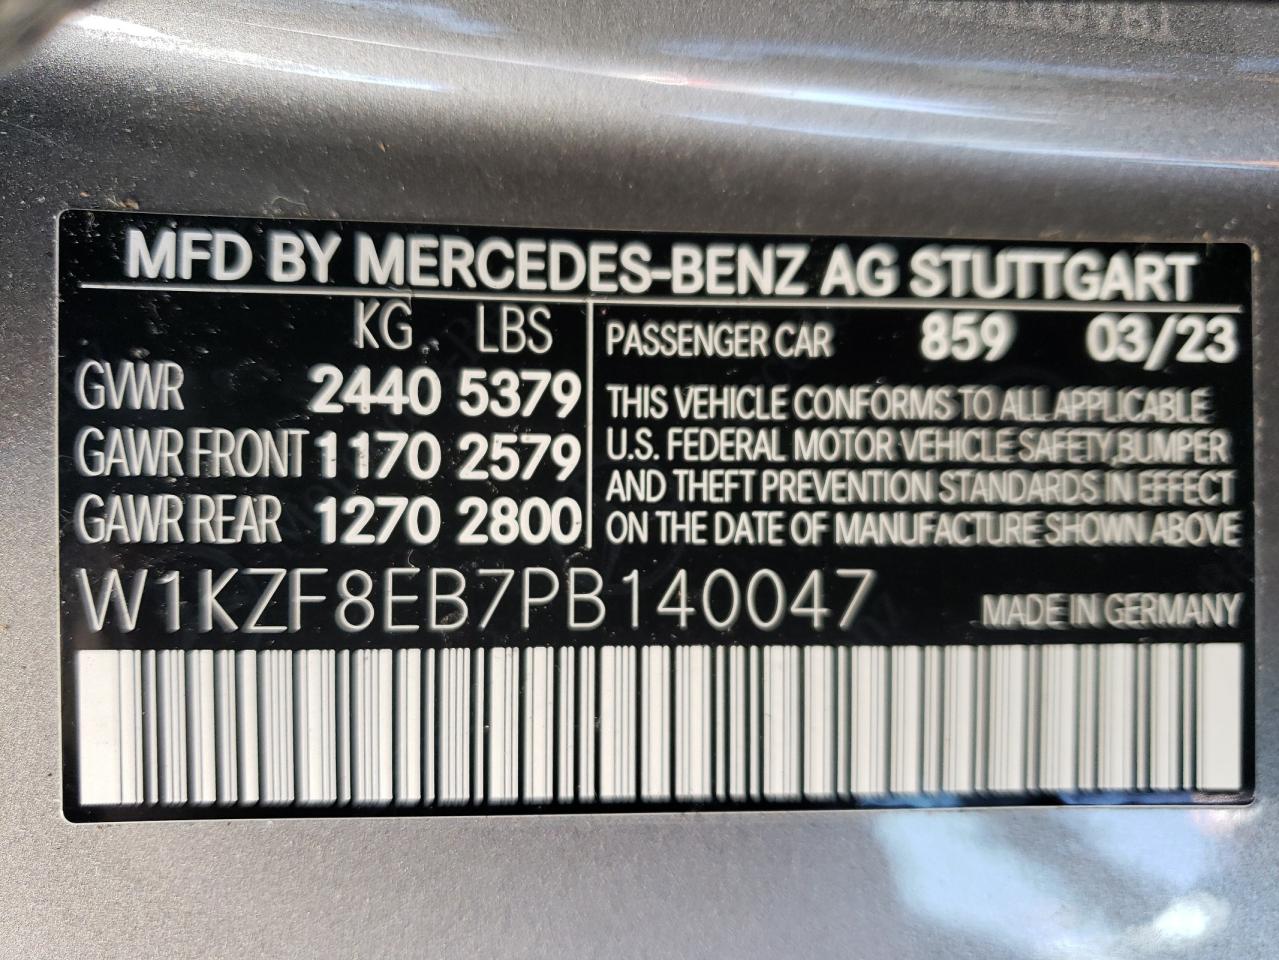 MFD BY MERCEDES-BENZ AG STUTTGART
KG LBS
GVWR 2440 5379
GAWR FRONT 1170 2579
GAWR REAR 1270 2800
PASSENGER CAR 859 03/23
THIS VEHICLE CONFORMS TO ALL APPLICABLE
U.S. FEDERAL MOTOR VEHICLE SAFETY, BUMPER
AND THEFT PREVENTION STANDARDS IN EFFECT
ON THE DATE OF MANUFACTURE SHOWN ABOVE
W1KZF8EB7PB140047
MADE IN GERMANY